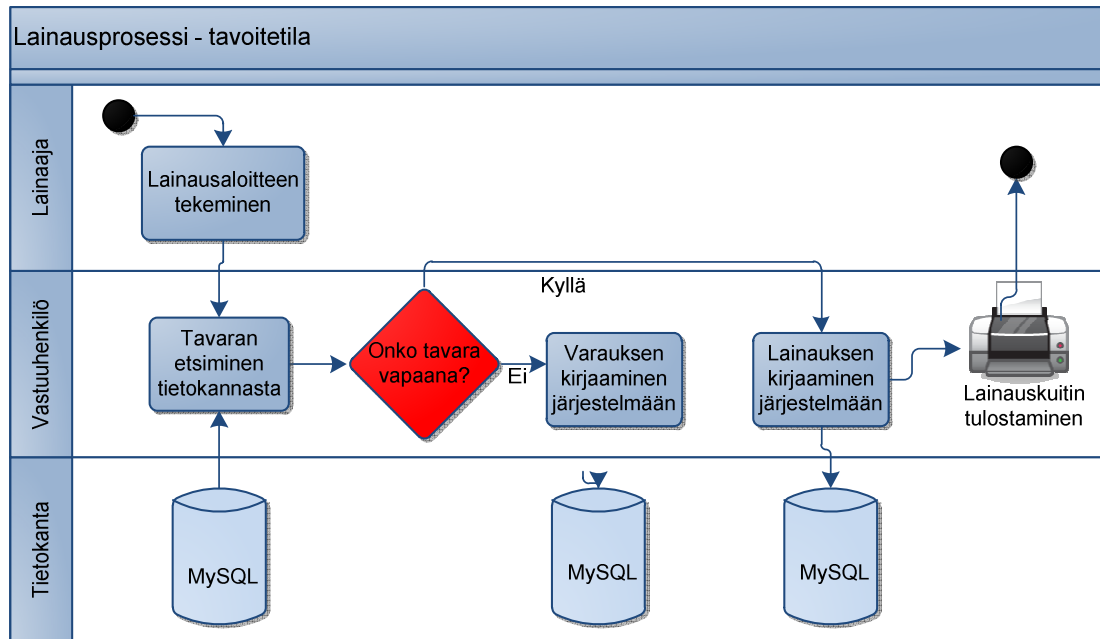 Lainausprosessi - tavoitetila
Lainaaja
Lainausaloitteen
tekeminen
Vastuuhenkilö
Tavaran
etsiminen
tietokannasta
Onko tavara
vapaana?
Kyllä
Ei
Varauksen
kirjaaminen
järjestelmään
Lainauksen
kirjaaminen
järjestelmään
Lainauskuitin
tulostaminen
Tietokanta
MySQL
MySQL
MySQL